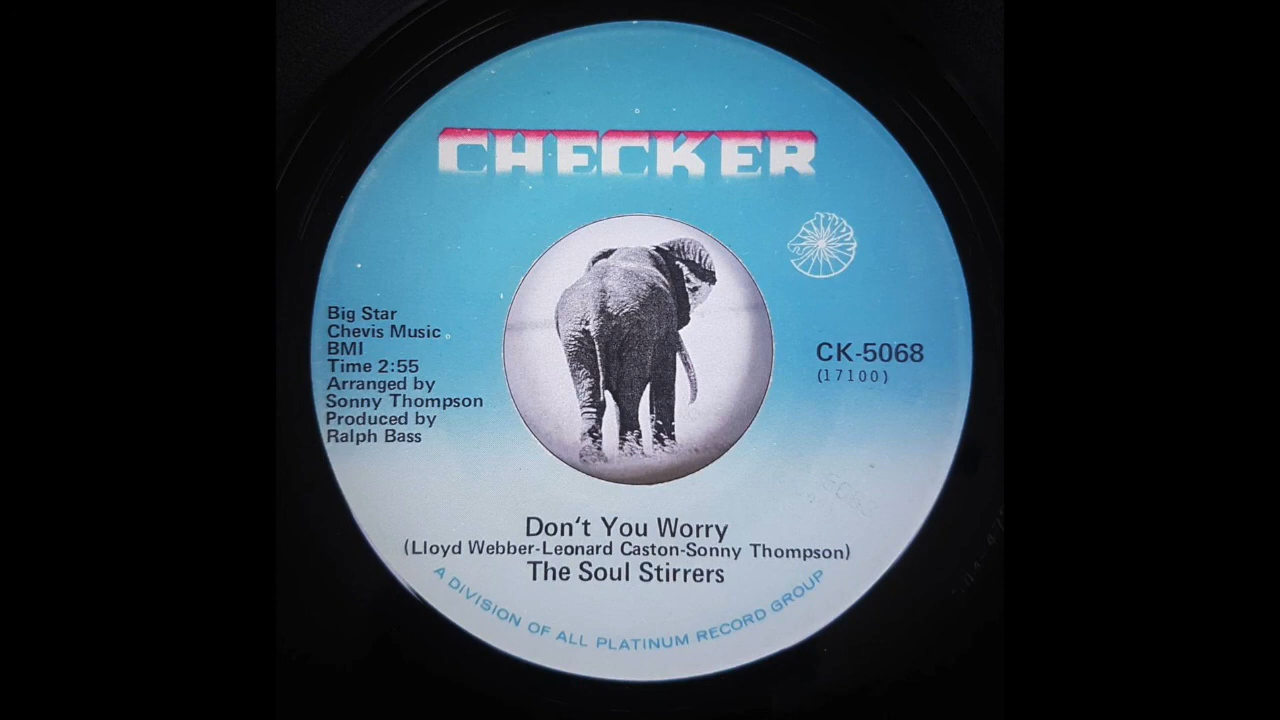 CHECKER
Big Star
Chevis Music
BMI
Time 2:55
Arranged by
Sonny Thompson
Produced by
Ralph Bass
CK-5068
(17100)
Don't You Worry
(Lloyd Webber-Leonard Caston-Sonny Thompson)
The Soul Stirrers
A DIVISION OF ALL PLATINUM RECORD GROUP